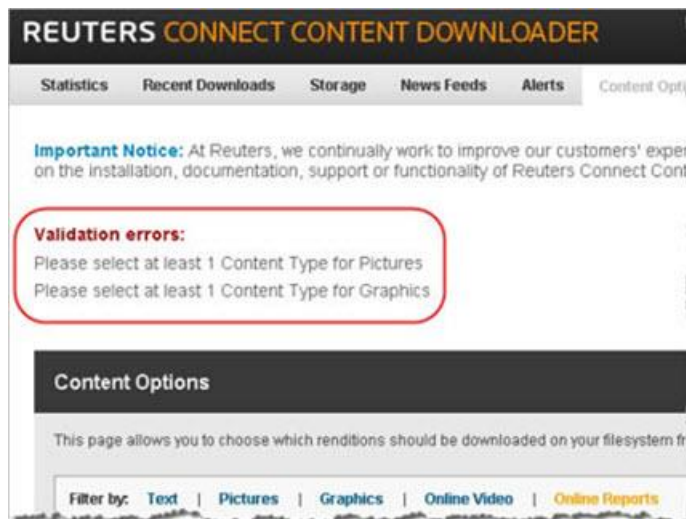 REUTERS CONNECT CONTENT DOWNLOADER
Statistics Recent Downloads Storage News Feeds Alerts Content Opti
Important Notice: At Reuters, we continually work to improve our customers' exper
on the installation, documentation, support or functionality of Reuters Connect Cont
Validation errors:
Please select at least 1 Content Type for Pictures
Please select at least 1 Content Type for Graphics
Content Options
This page allows you to choose which renditions should be downloaded on your filesystem fr
Filter by: Text | Pictures | Graphics | Online Video | Online Reports